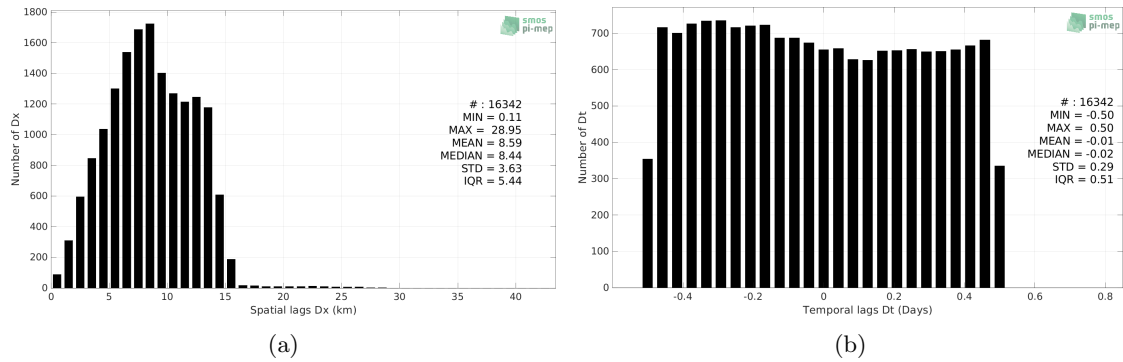 1800
1600
1400
1200
1000
800
600
400
200
0
Number of Dx
0 5 10 15 20 25 30 35 40
Spatial lags Dx (km)
smos
pi-mep
# : 16342
MIN = 0.11
MAX = 28.95
MEAN = 8.59
MEDIAN = 8.44
STD = 3.63
IQR = 5.44
(a)
700
600
500
400
300
200
100
0
Number of Dt
-0.4 -0.2 0 0.2 0.4 0.6 0.8
Temporal lags Dt (Days)
smos
pi-mep
# : 16342
MIN = -0.50
MAX = 0.50
MEAN = -0.01
MEDIAN = -0.02
STD = 0.29
IQR = 0.51
(b)